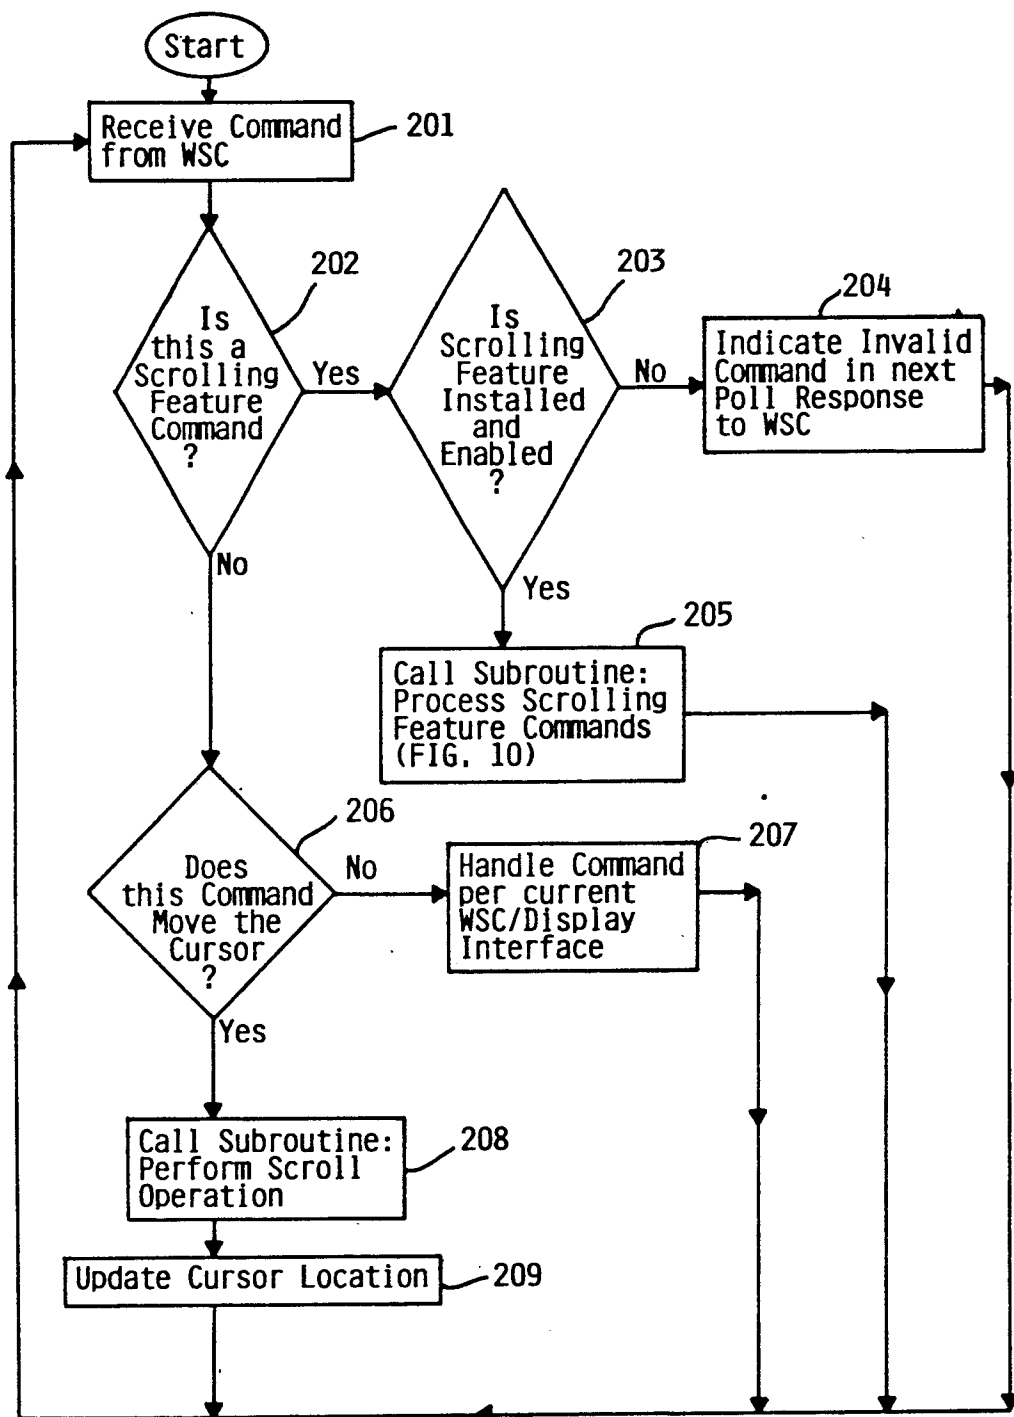 Start
Receive Command
from WSC
201
202
Is
this a
Scrolling
Feature
Command
?
Yes
No
203
Is
Scrolling
Feature
Installed
and
Enabled
?
No
Yes
204
Indicate Invalid
Command in next
Poll Response
to WSC
205
Call Subroutine:
Process Scrolling
Feature Commands
(FIG. 10)
206
Does
this Command
Move the
Cursor
?
No
Yes
207
Handle Command
per current
WSC/Display
Interface
208
Call Subroutine:
Perform Scroll
Operation
Update Cursor Location
209